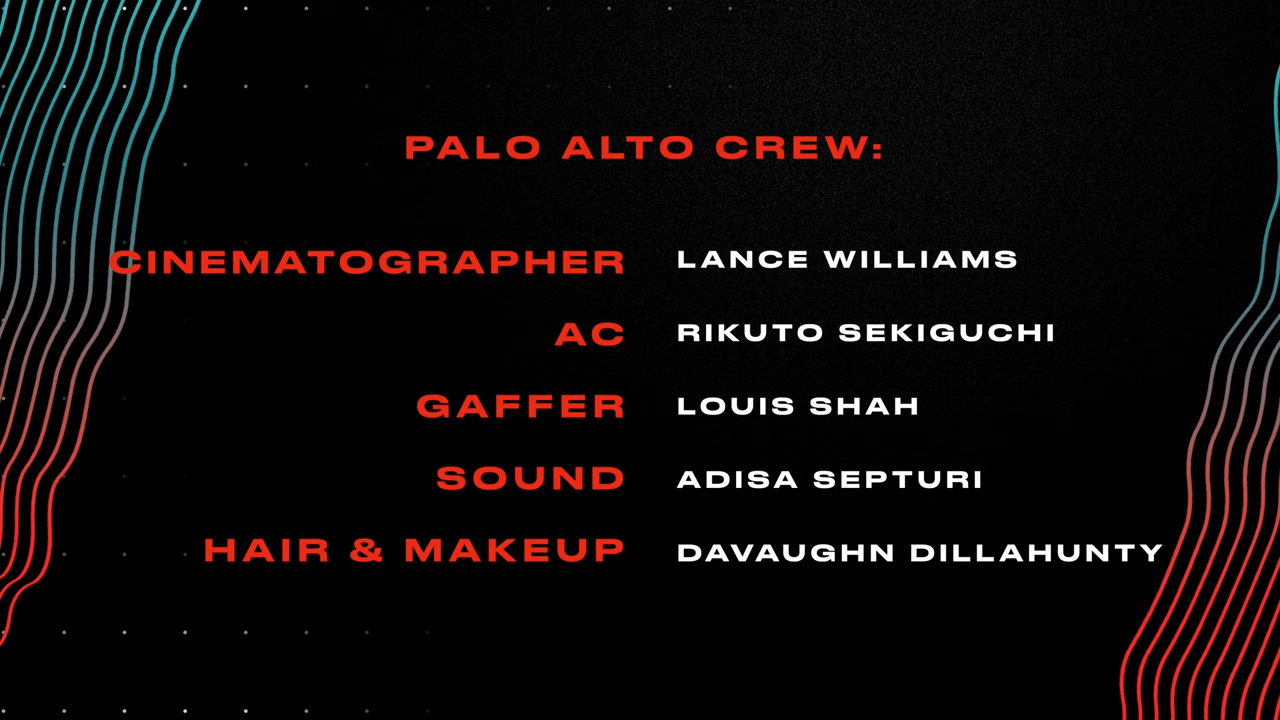 PALO ALTO CREW:
CINEMATOGRAPHER LANCE WILLIAMS
AC RIKUTO SEKIGUCHI
GAFFER LOUIS SHAH
SOUND ADISA SEPTURI
HAIR & MAKEUP DAVAUGHN DILLAHUNTY